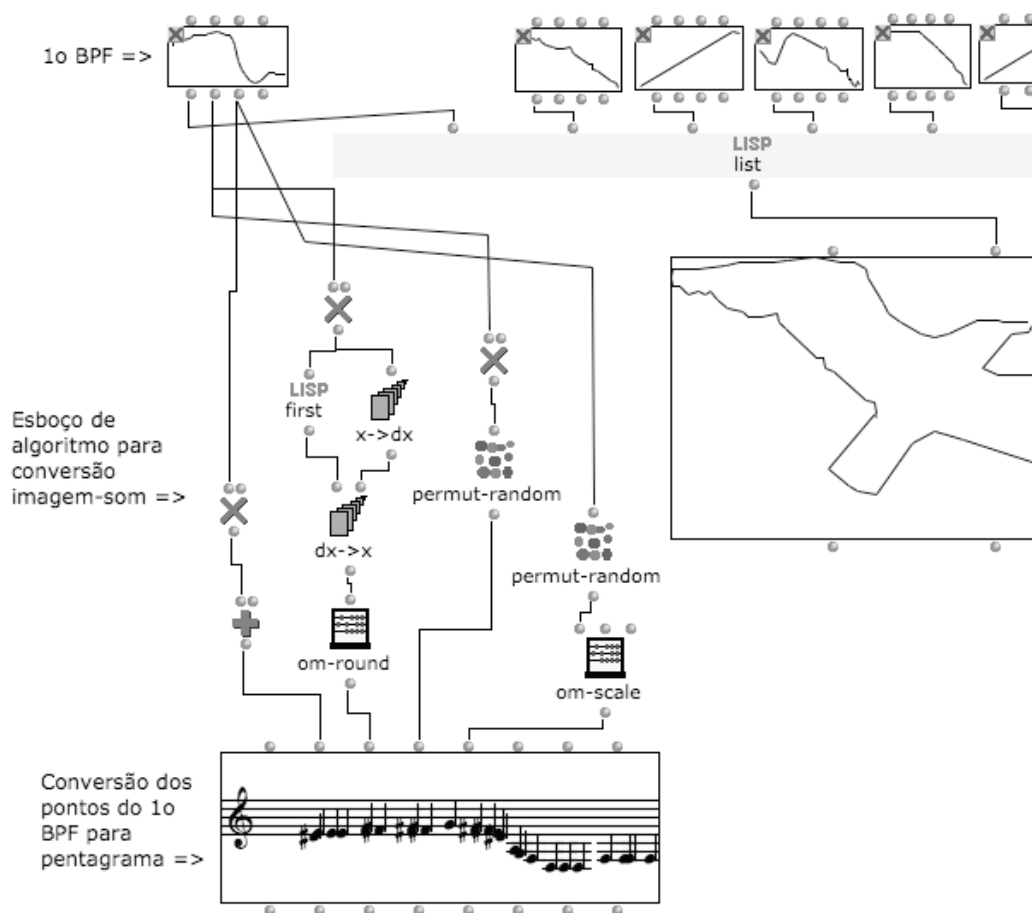 1o BPF =>
LISP
list
LISP
first
x->dx
Esboço de
algoritmo para
conversão
imagem-som =>
permut-random
dx->x
permut-random
om-round
om-scale
Conversão dos
pontos do 1o
BPF para
pentagrama =>